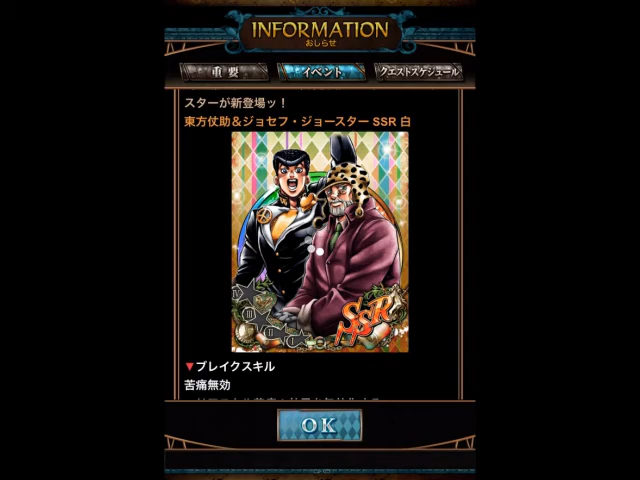 INFORMATION
おしらせ
重要 イベント クエストスケジュール
スターが新登場ッ！
東方仗助＆ジョセフ・ジョースター SSR 白
III
II
I
SSR
▼ブレイクスキル
苦痛無効
OK